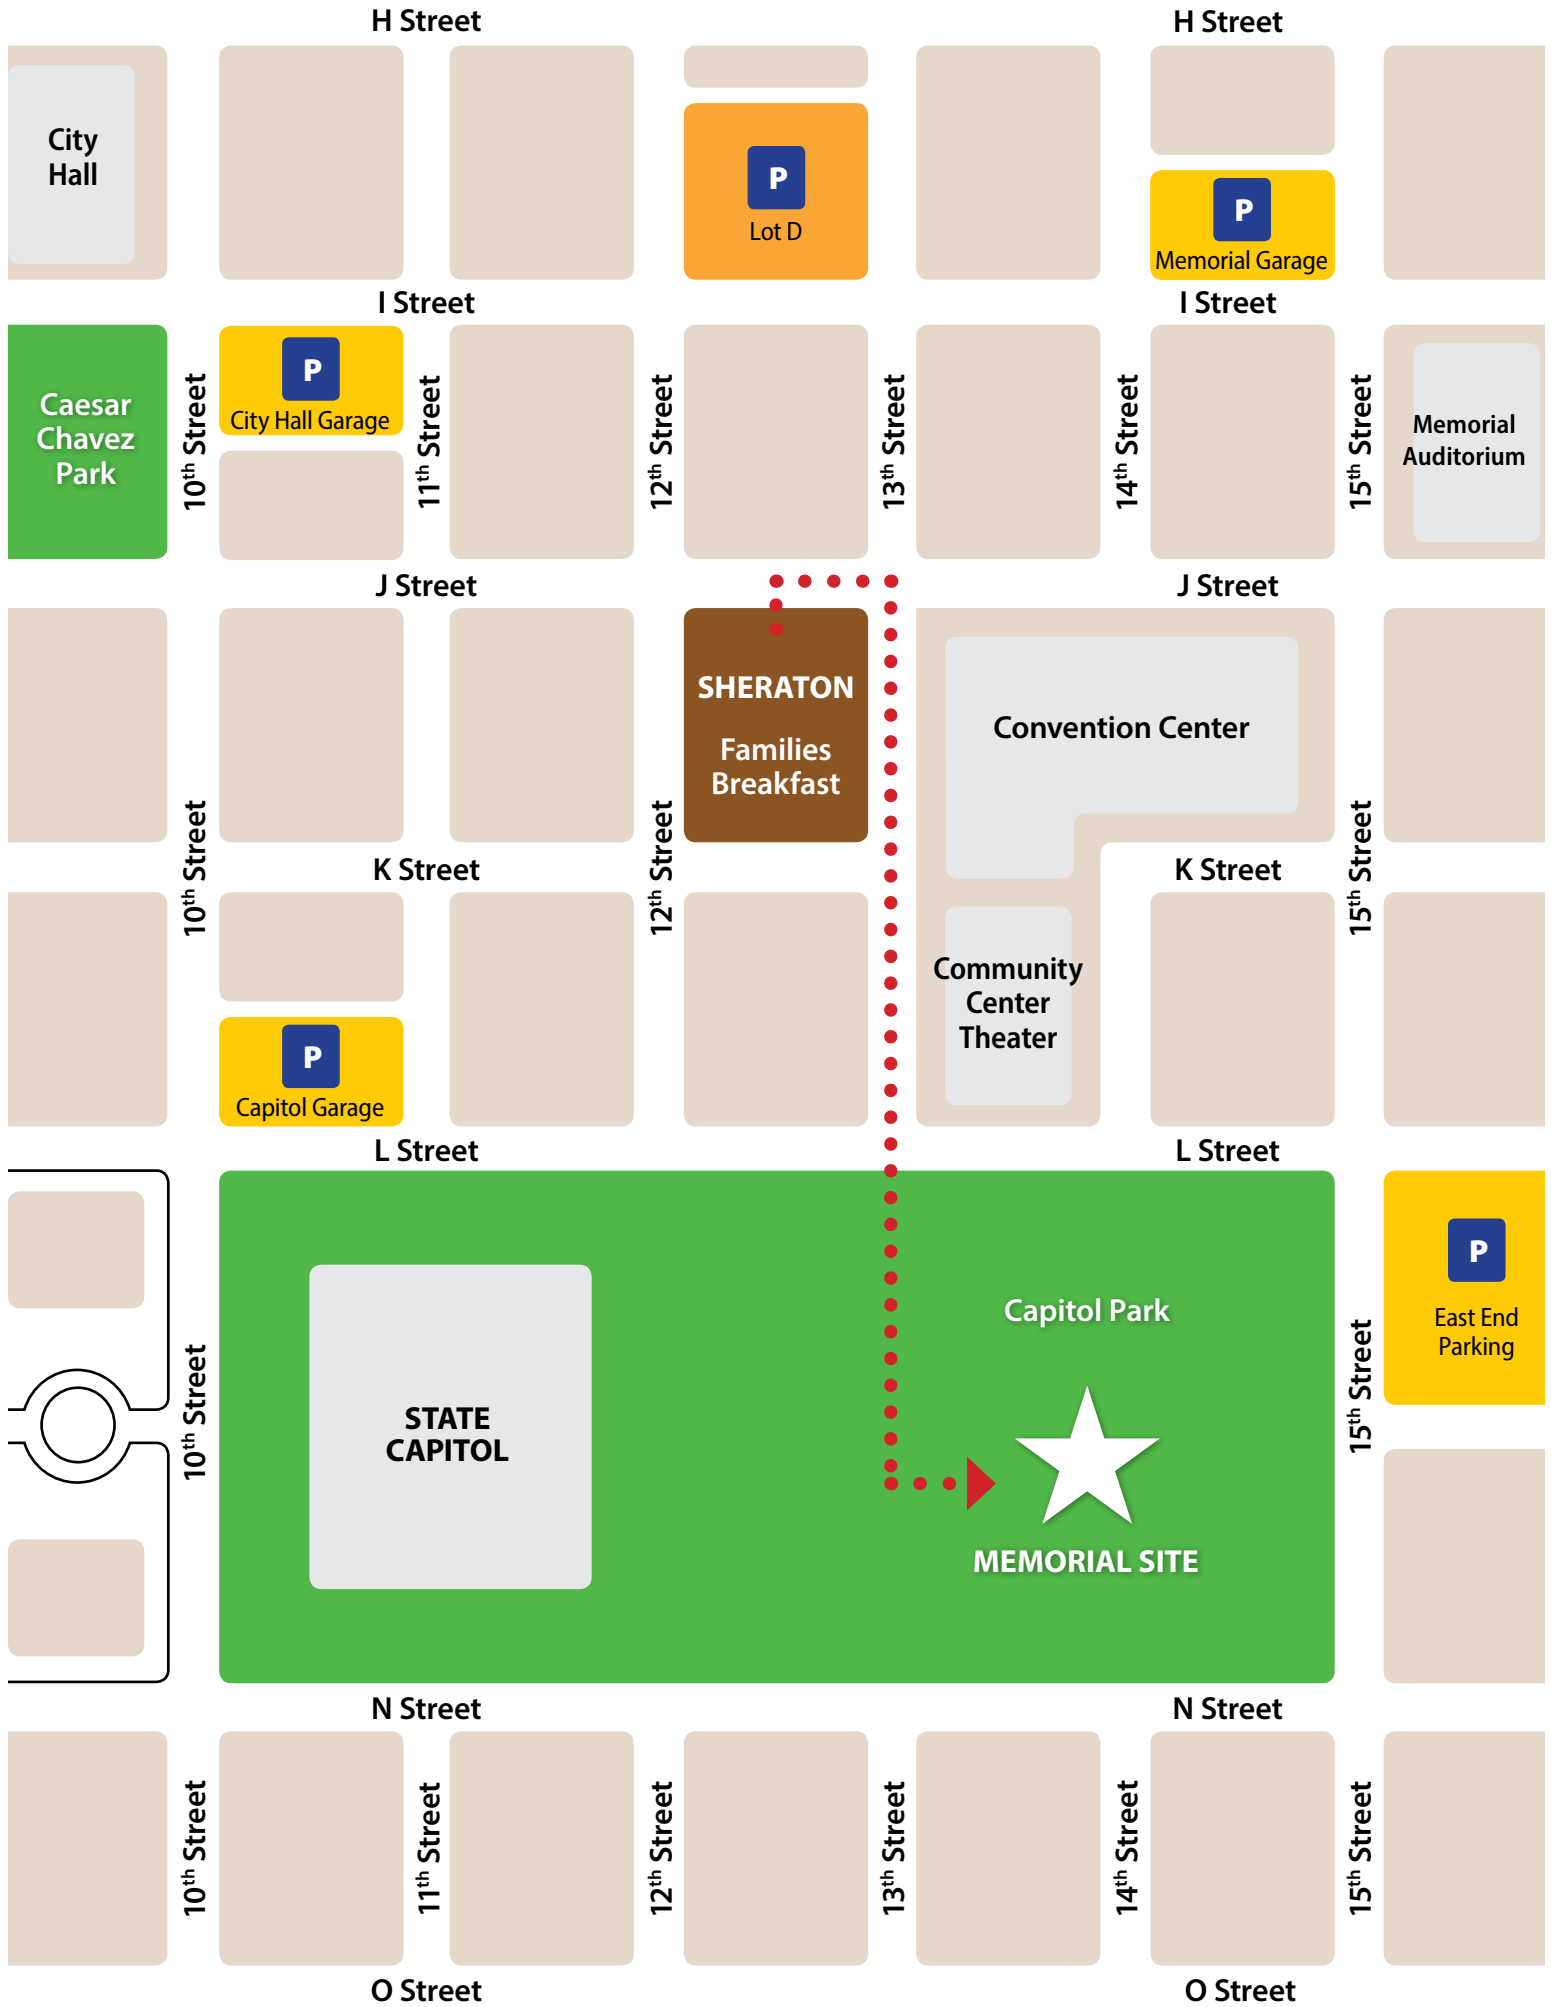 H Street
H Street
City
Hall
P
Lot D
P
Memorial Garage
I Street
I Street
Caesar
Chavez
Park
10th Street
P
City Hall Garage
11th Street
12th Street
13th Street
14th Street
15th Street
Memorial
Auditorium
J Street
J Street
SHERATON
Families
Breakfast
Convention Center
10th Street
K Street
12th Street
K Street
15th Street
Community
Center
Theater
P
Capitol Garage
L Street
L Street
P
East End
Parking
Capitol Park
10th Street
STATE
CAPITOL
15th Street
MEMORIAL SITE
N Street
N Street
10th Street
11th Street
12th Street
13th Street
14th Street
15th Street
O Street
O Street